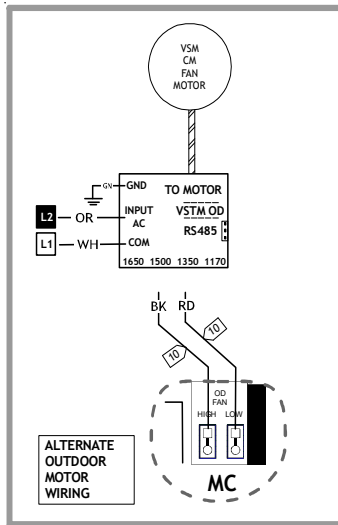 VSM
CM
FAN
MOTOR
GN GND
TO MOTOR
L2 OR INPUT AC
VSTM OD
RS485
L1 WH COM
1650 1500 1350 1170
BK RD
10
10
OD
FAN
HIGH LOW
MC
ALTERNATE
OUTDOOR
MOTOR
WIRING